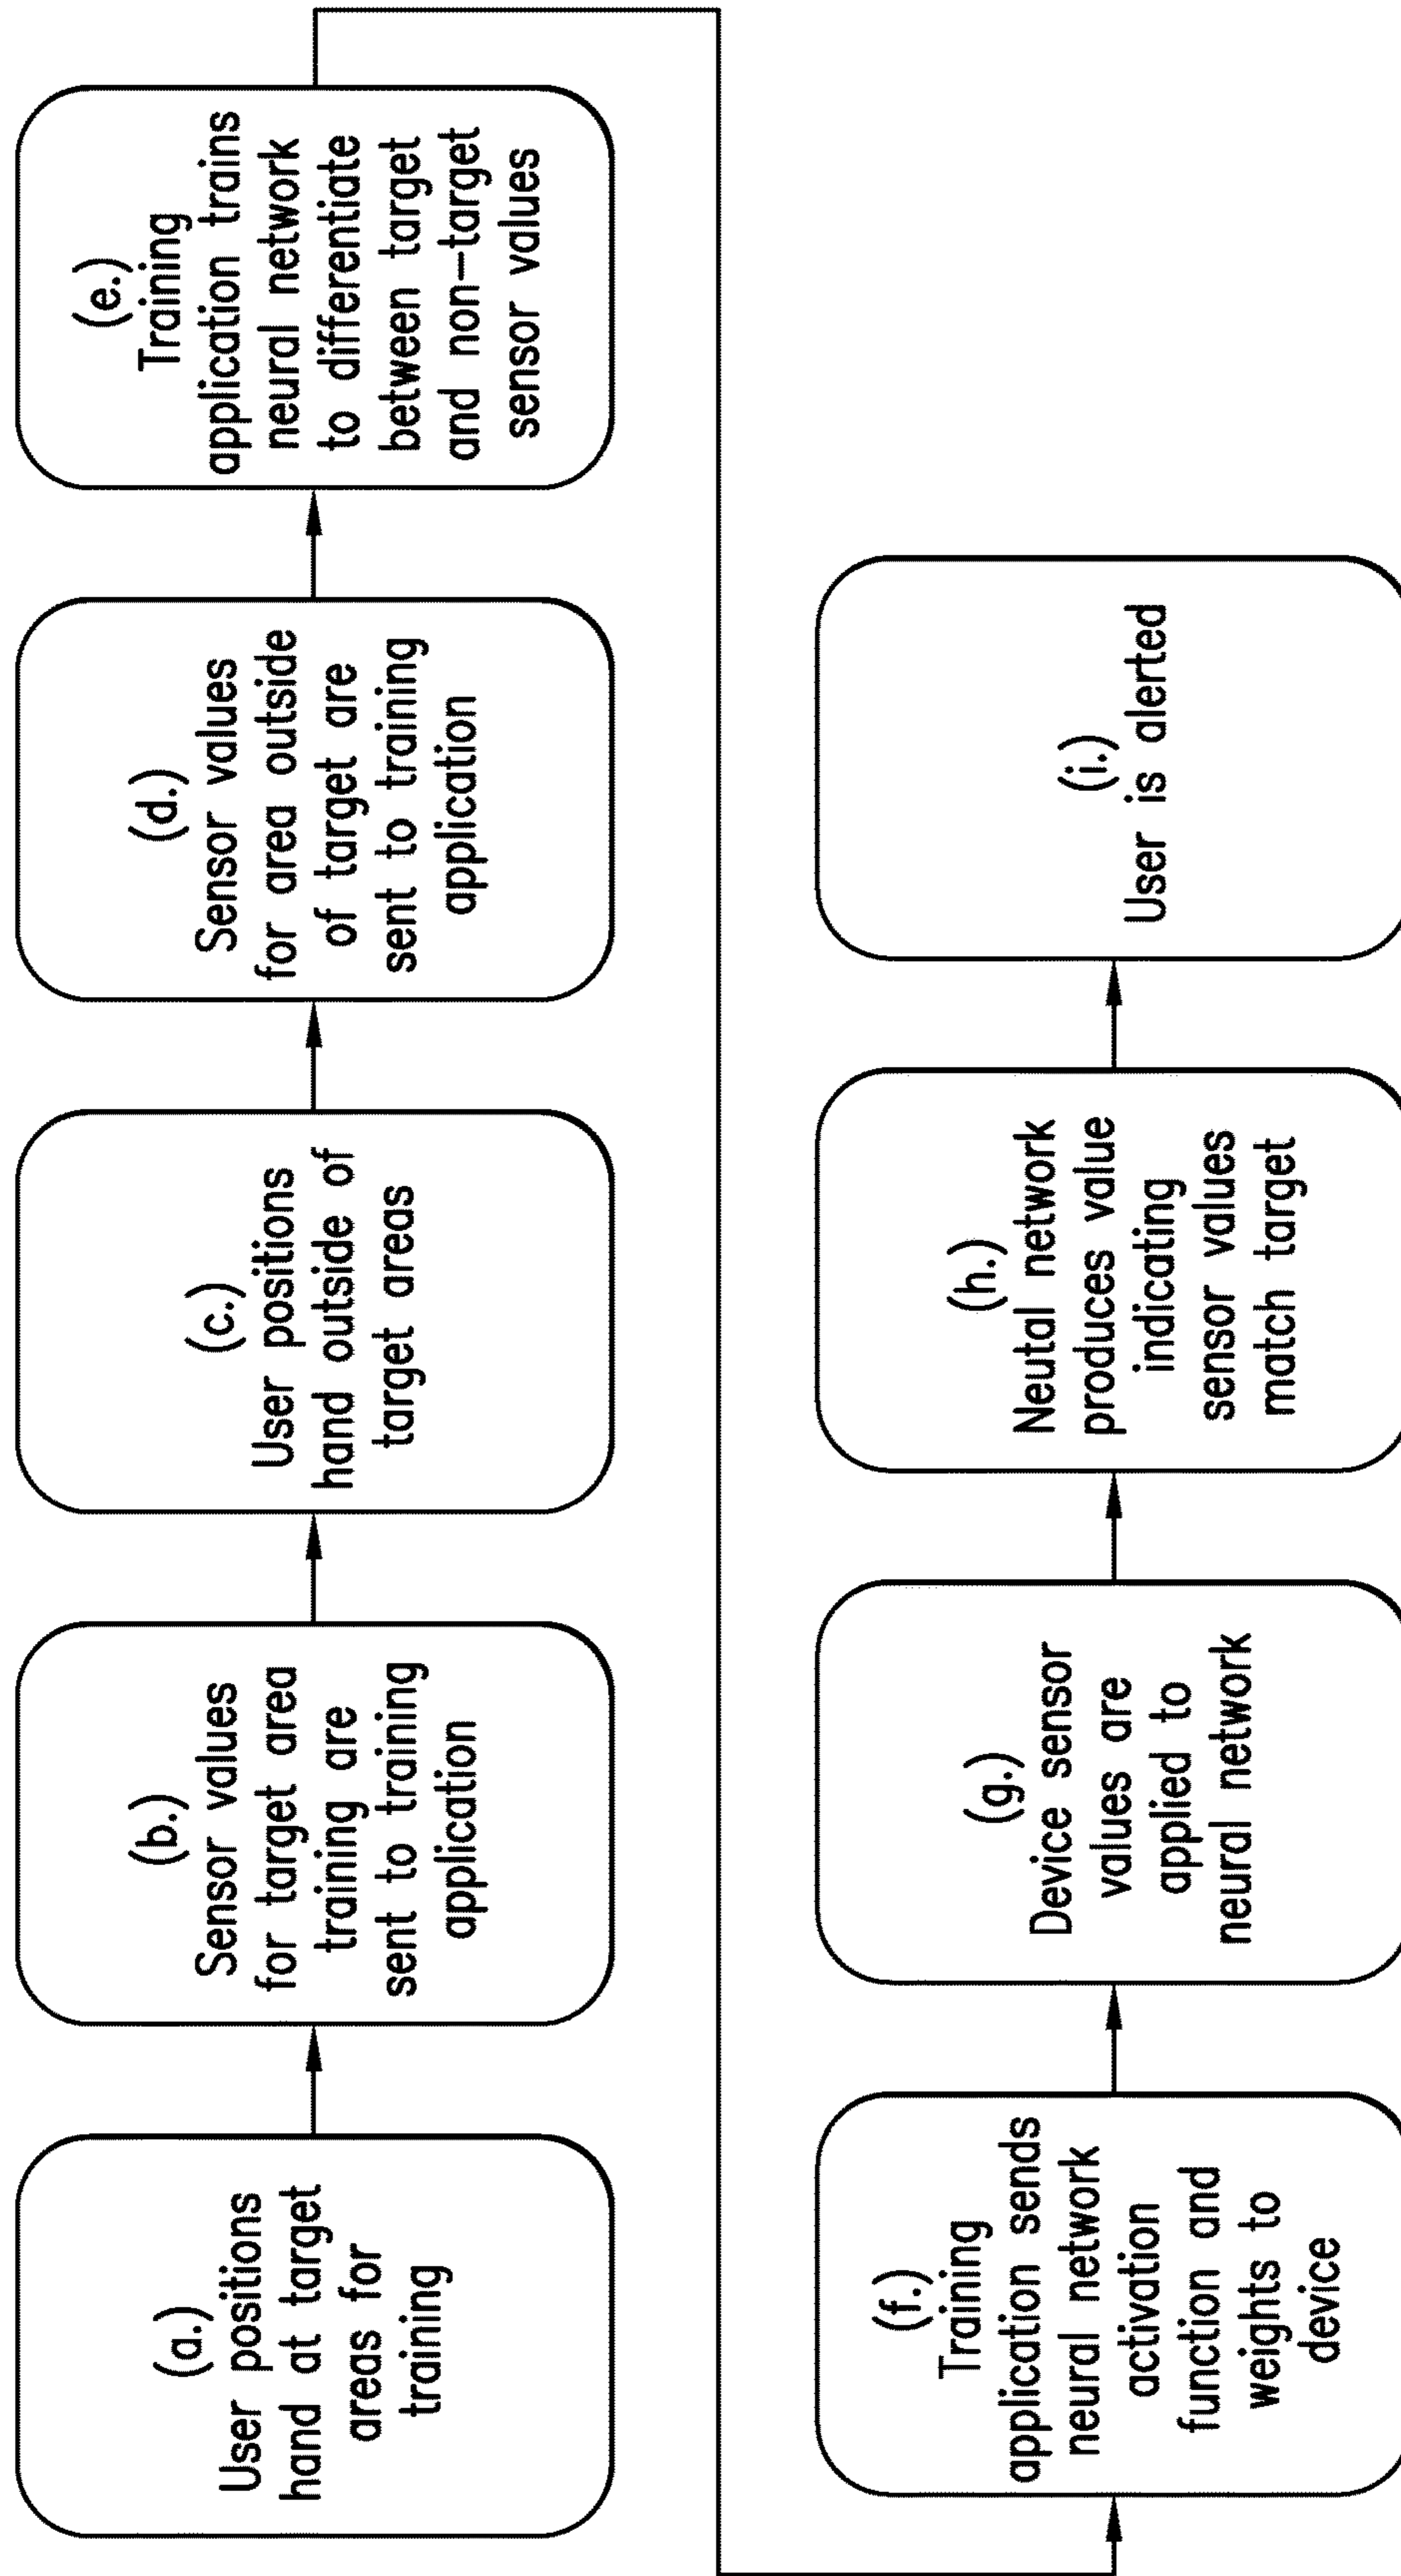 (a.)
User positions
hand at target
areas for
training
(b.)
Sensor values
for target area
training are
sent to training
application
(c.)
User positions
hand outside of
target areas
(d.)
Sensor values
for area outside
of target are
sent to training
application
(e.)
Training
application trains
neural network
to differentiate
between target
and non-target
sensor values
(f.)
Training
application sends
neural network
activation
function and
weights to
device
(g.)
Device sensor
values are
applied to
neural network
(h.)
Neutal network
produces value
indicating
sensor values
match target
(i.)
User is alerted